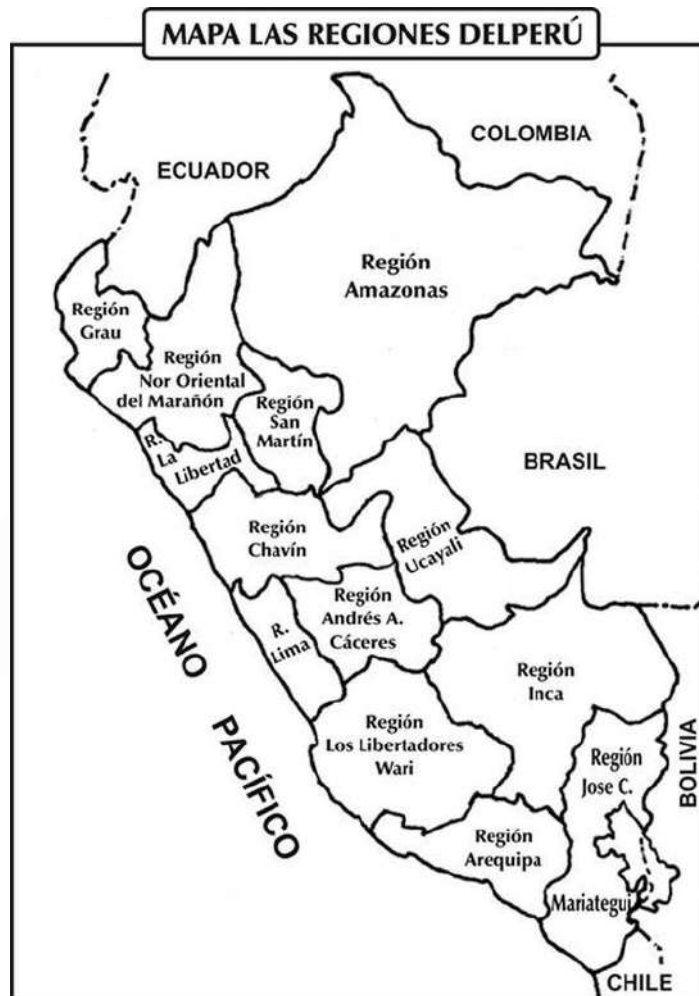 MAPA LAS REGIONES DELPERÚ
COLOMBIA
ECUADOR
Región
Amazonas
Región
Grau
Región
Nor Oriental
del Marañón
Región
San
Martín
R.
La
Libertad
BRASIL
Región
Chavín
Región
Ucayali
Región
Andrés A.
Cáceres
R.
Lima
OCÉANO
PACÍFICO
Región
Inca
Región
Los Libertadores
Wari
Región
Jose C.
Mariategui
BOLIVIA
Región
Arequipa
CHILE